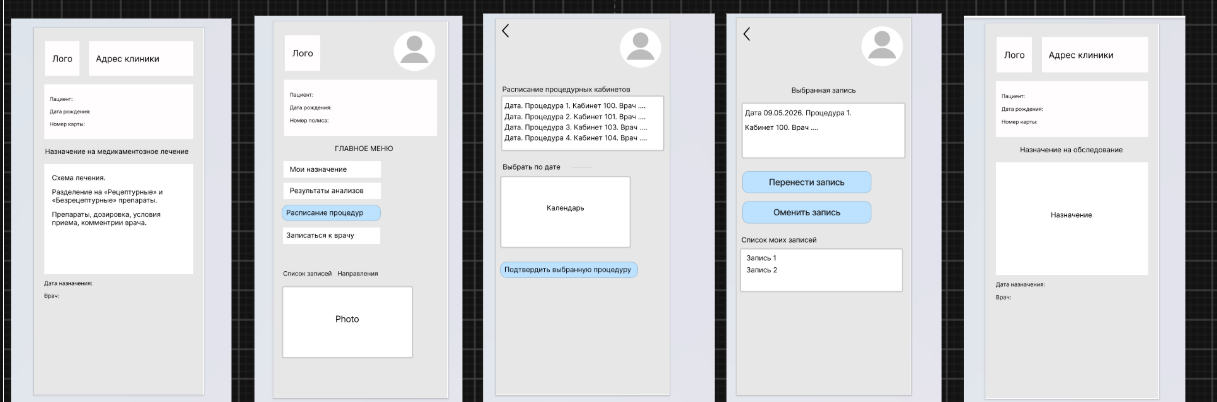 Лого
Адрес клиники
Пациент:
Дата рождения:
Номер карты:
Назначение на медикаментозное лечение
Схема лечения.
Разделение на «Рецептурные» и
«Безрецептурные» препараты.
Препараты, дозировка, условия
приема, комментрии врача.
Дата назначения:
Врач:
Лого
Пациент:
Дата рождения:
Номер полиса:
ГЛАВНОЕ МЕНЮ
Мои назначение
Результаты анализов
Расписание процедур
Записаться к врачу
Список записей Направления
Photo
Расписание процедурных кабинетов
Дата. Процедура 1. Кабинет 100. Врач ....
Дата. Процедура 2. Кабинет 101. Врач ....
Дата. Процедура 3. Кабинет 103. Врач ....
Дата. Процедура 4. Кабинет 104. Врач ....
Выбрать по дате
Календарь
Подтвердить выбранную процедуру
Выбранная запись
Дата 09.05.2026. Процедура 1.
Кабинет 100. Врач ....
Перенести запись
Оменить запись
Список моих записей
Запись 1
Запись 2
Лого
Адрес клиники
Пациент:
Дата рождения:
Номер карты:
Назначение на обследование
Назначение
Дата назначения:
Врач: